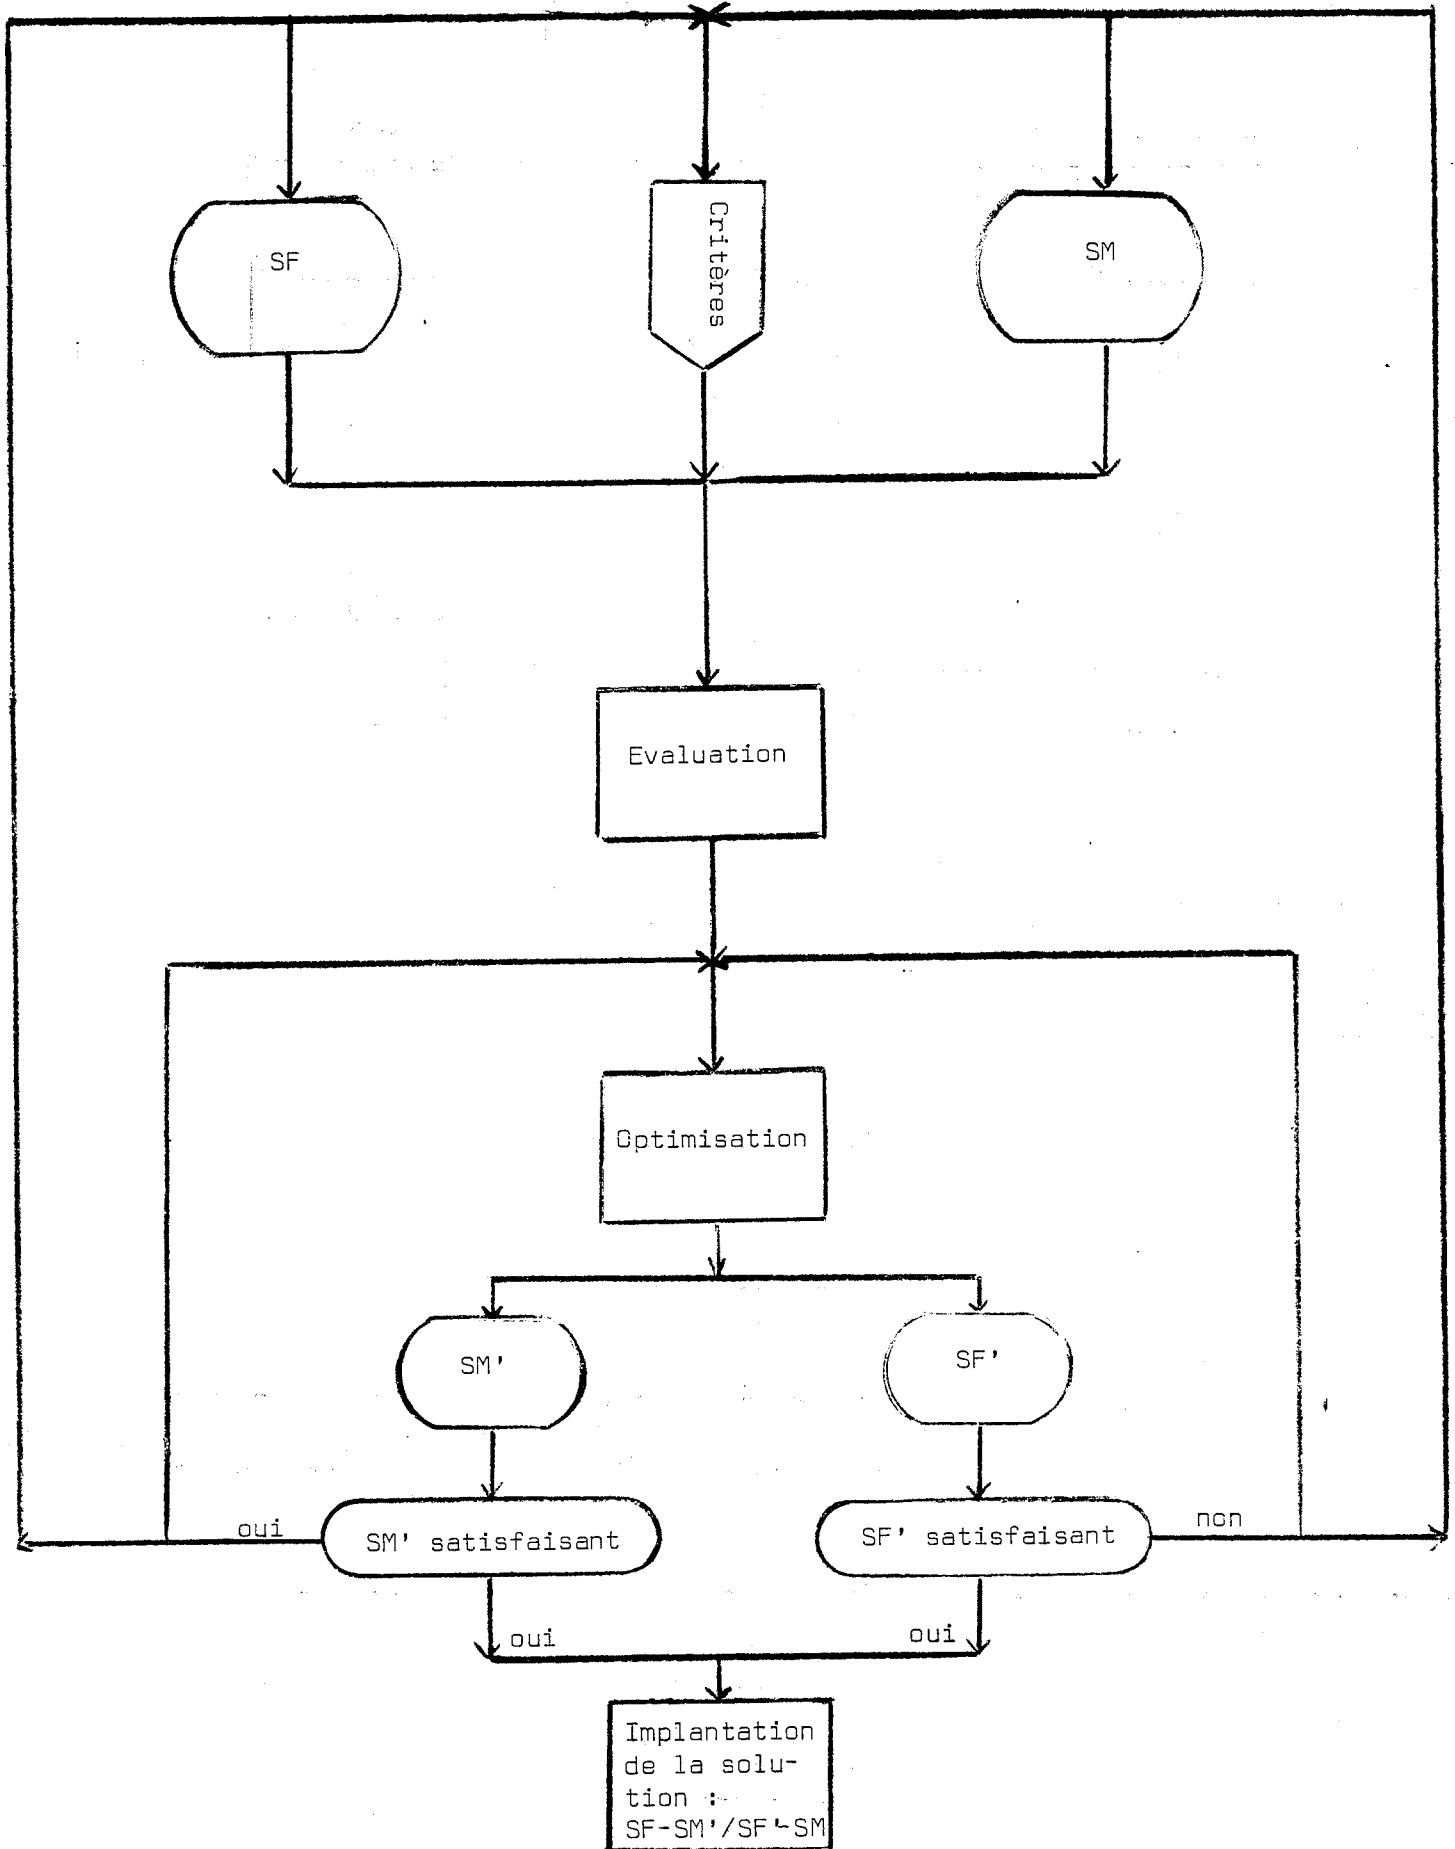 SF
Critères
SM
Evaluation
Optimisation
SM'
SF'
oui
SM' satisfaisant
SF' satisfaisant
non
oui
oui
Implantation
de la solu-
tion :
SF-SM'/SF'-SM